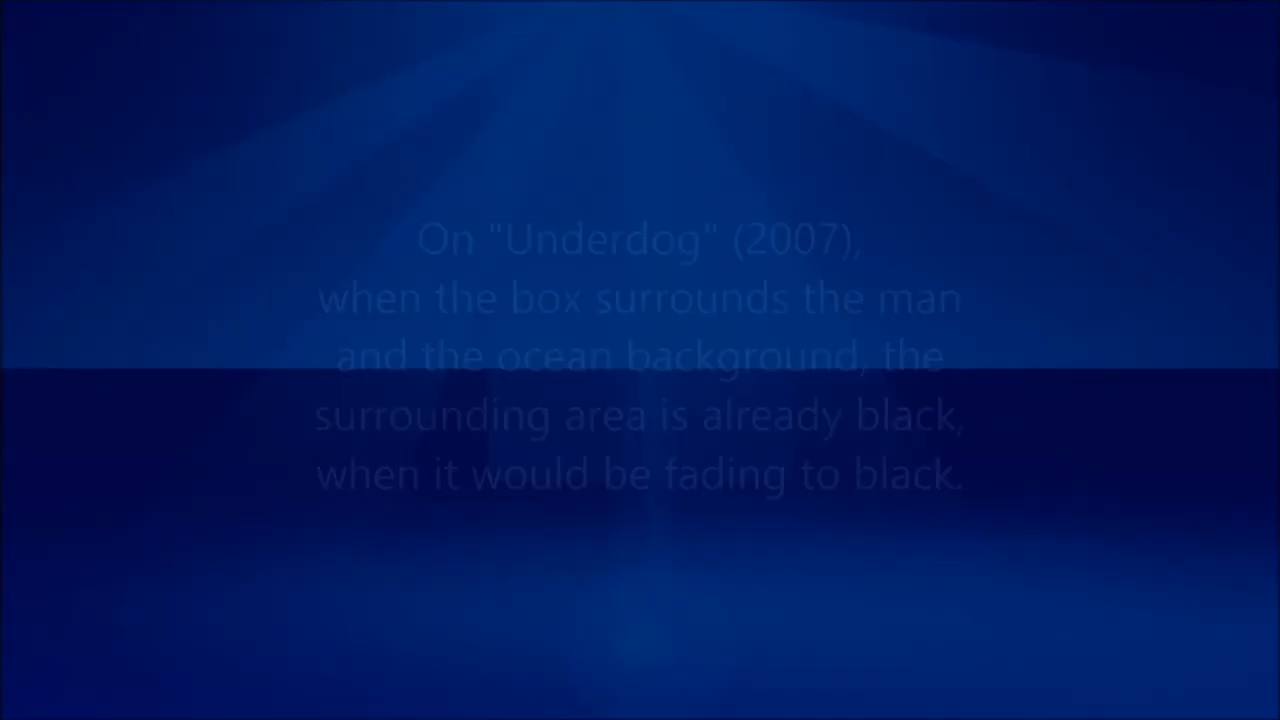 On "Underdog" (2007),
when the box surrounds the man
and the ocean background, the
surrounding area is already black,
when it would be fading to black.